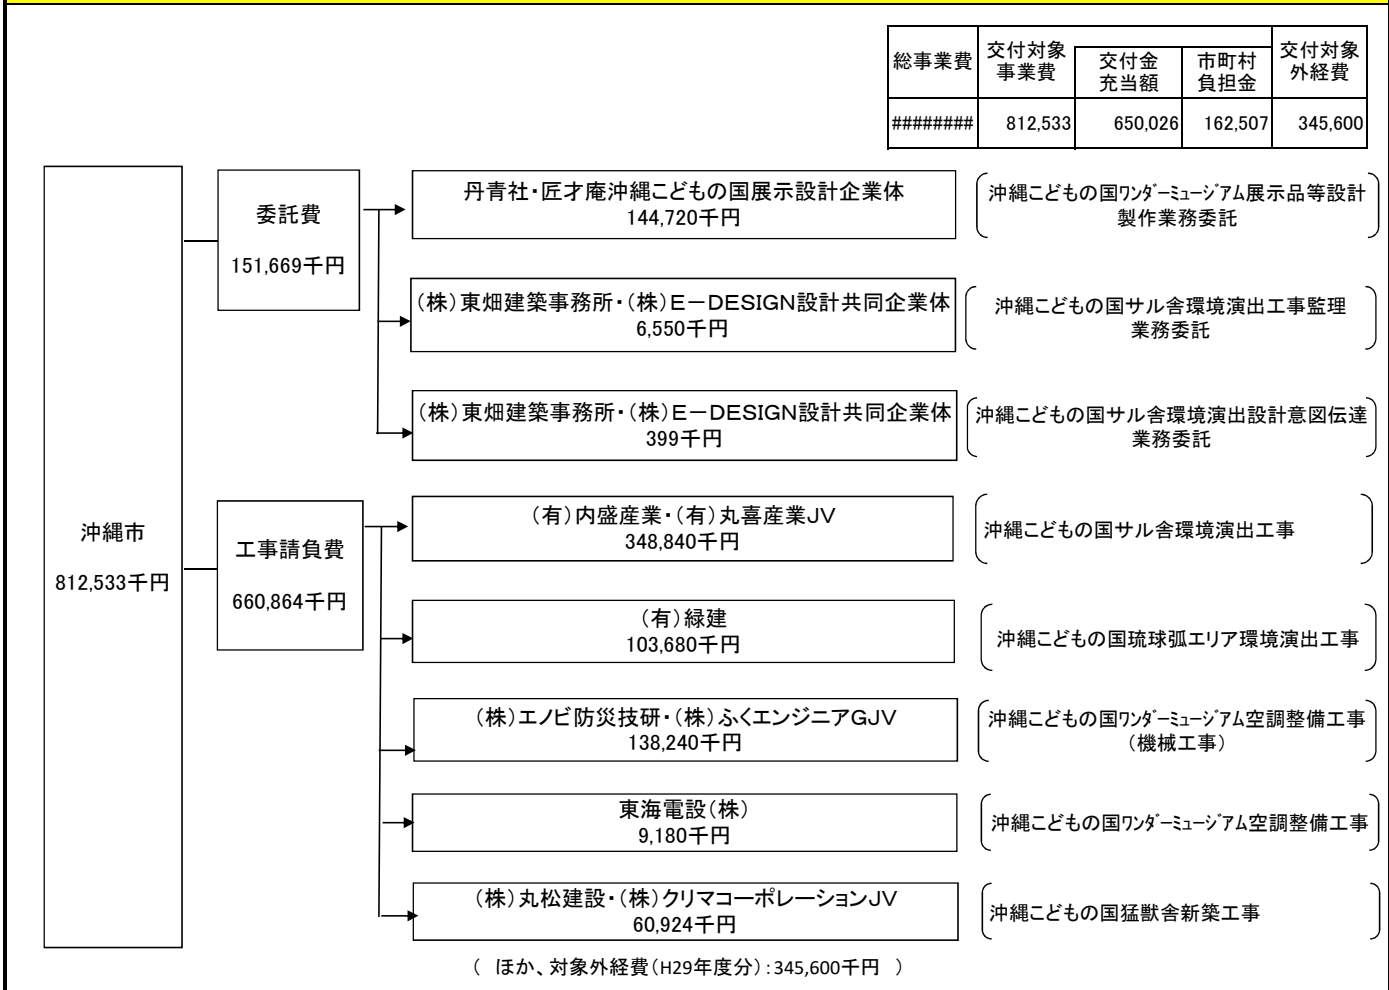 総事業費
交付対象
事業費
交付金
充当額
市町村
負担金
交付対象
外経費
######## 812,533 650,026 162,507 345,600
沖縄市
812,533千円
委託費
151,669千円
丹青社・匠才庵沖縄こどもの国展示設計企業体
144,720千円
沖縄こどもの国ﾜﾝﾀﾞｰﾐｭｰｼﾞｱﾑ展示品等設計
製作業務委託
(株)東畑建築事務所・(株)E－DESIGN設計共同企業体
6,550千円
沖縄こどもの国サル舎環境演出工事監理
業務委託
(株)東畑建築事務所・(株)E－DESIGN設計共同企業体
399千円
沖縄こどもの国サル舎環境演出設計意図伝達
業務委託
工事請負費
660,864千円
(有)内盛産業・(有)丸喜産業JV
348,840千円
沖縄こどもの国サル舎環境演出工事
(有)緑建
103,680千円
沖縄こどもの国琉球弧エリア環境演出工事
(株)エノビ防災技研・(株)ふくエンジニアGJV
138,240千円
沖縄こどもの国ﾜﾝﾀﾞｰﾐｭｰｼﾞｱﾑ空調整備工事
(機械工事)
東海電設(株)
9,180千円
沖縄こどもの国ﾜﾝﾀﾞｰﾐｭｰｼﾞｱﾑ空調整備工事
(株)丸松建設・(株)クリマコーポレーションJV
60,924千円
沖縄こどもの国猛獣舎新築工事
( ほか、対象外経費(H29年度分):345,600千円 )